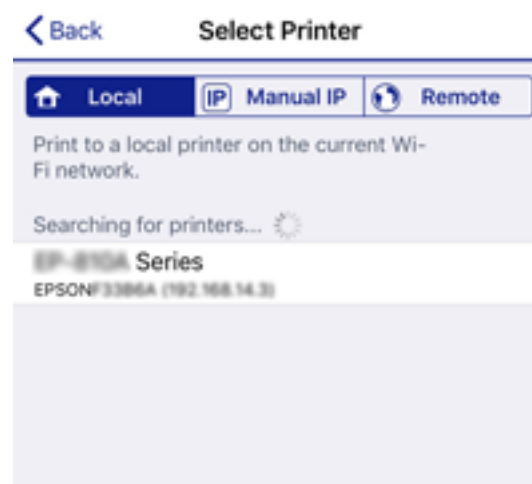 Back Select Printer
Local IP Manual IP Remote
Print to a local printer on the current Wi-
Fi network.
Searching for printers...
Series
EPSON